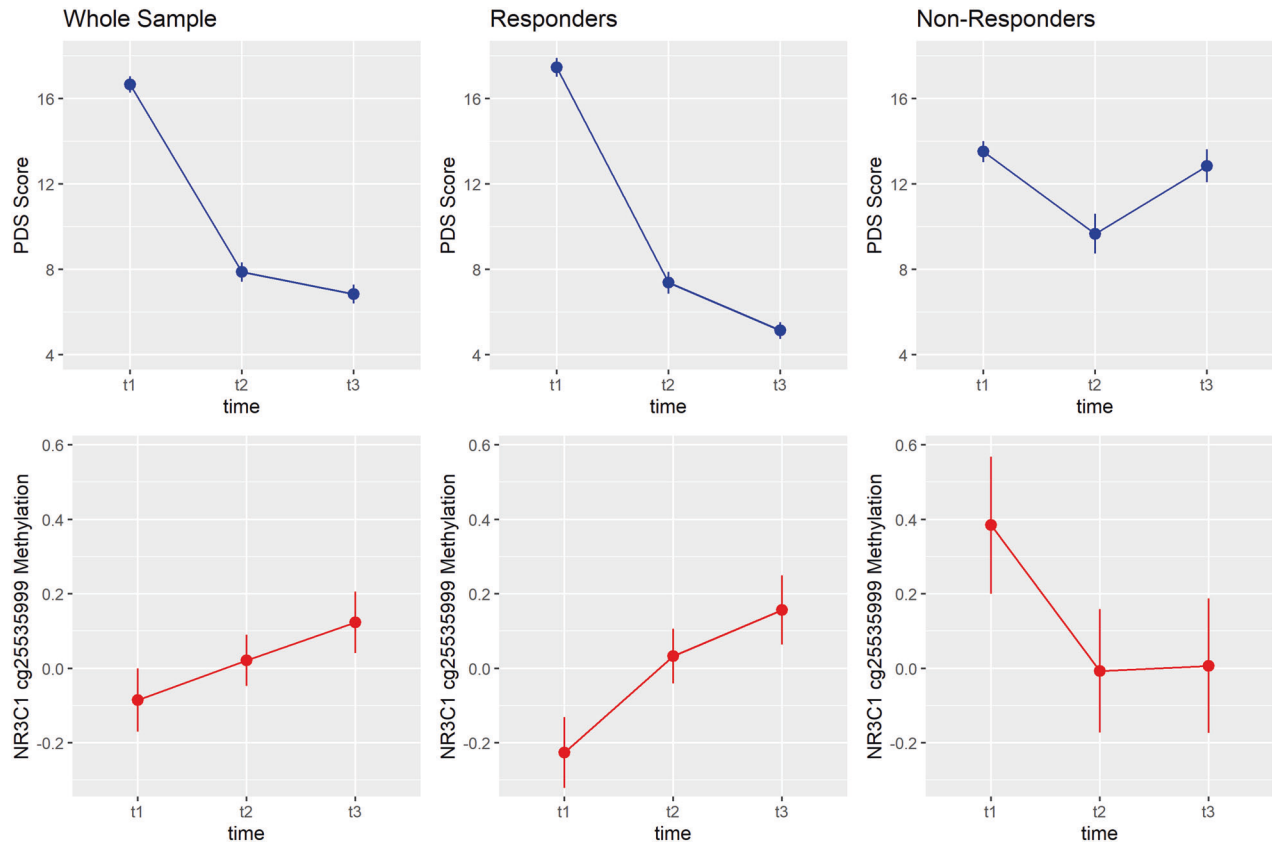 Whole Sample
Responders
Non-Responders
PDS Score
16
12
8
4
t1
t2
t3
time
PDS Score
16
12
8
4
t1
t2
t3
time
PDS Score
16
12
8
4
t1
t2
t3
time
NR3C1 cg25535999 Methylation
0.6
0.4
0.2
0.0
-0.2
t1
t2
t3
time
NR3C1 cg25535999 Methylation
0.6
0.4
0.2
0.0
-0.2
t1
t2
t3
time
NR3C1 cg25535999 Methylation
0.6
0.4
0.2
0.0
-0.2
t1
t2
t3
time